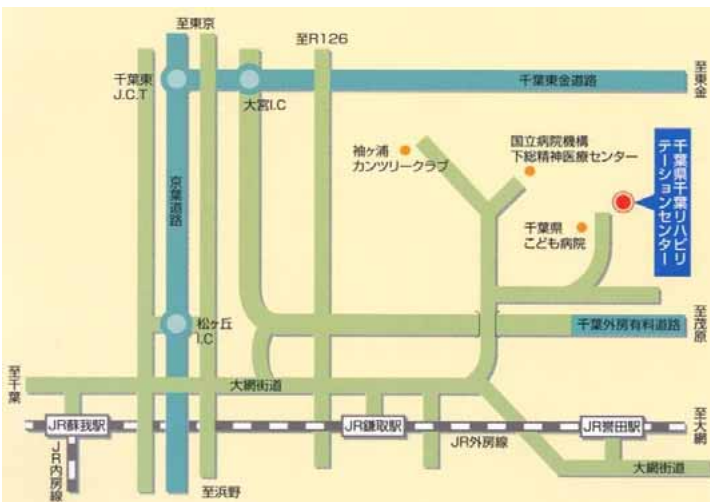 至東京
至R126
千葉東
J.C.T
大宮I.C
千葉東金道路
至東金
袖ヶ浦
カンツリークラブ
国立病院機構
下総精神医療センター
千葉県千葉リハビリ
テーションセンター
千葉県
こども病院
京葉道路
松ヶ丘
I.C
千葉外房有料道路
至茂原
至千葉
大網街道
JR蘇我駅
JR鎌取駅
JR誉田駅
至大網
JR外房線
JR内房線
至浜野
大網街道